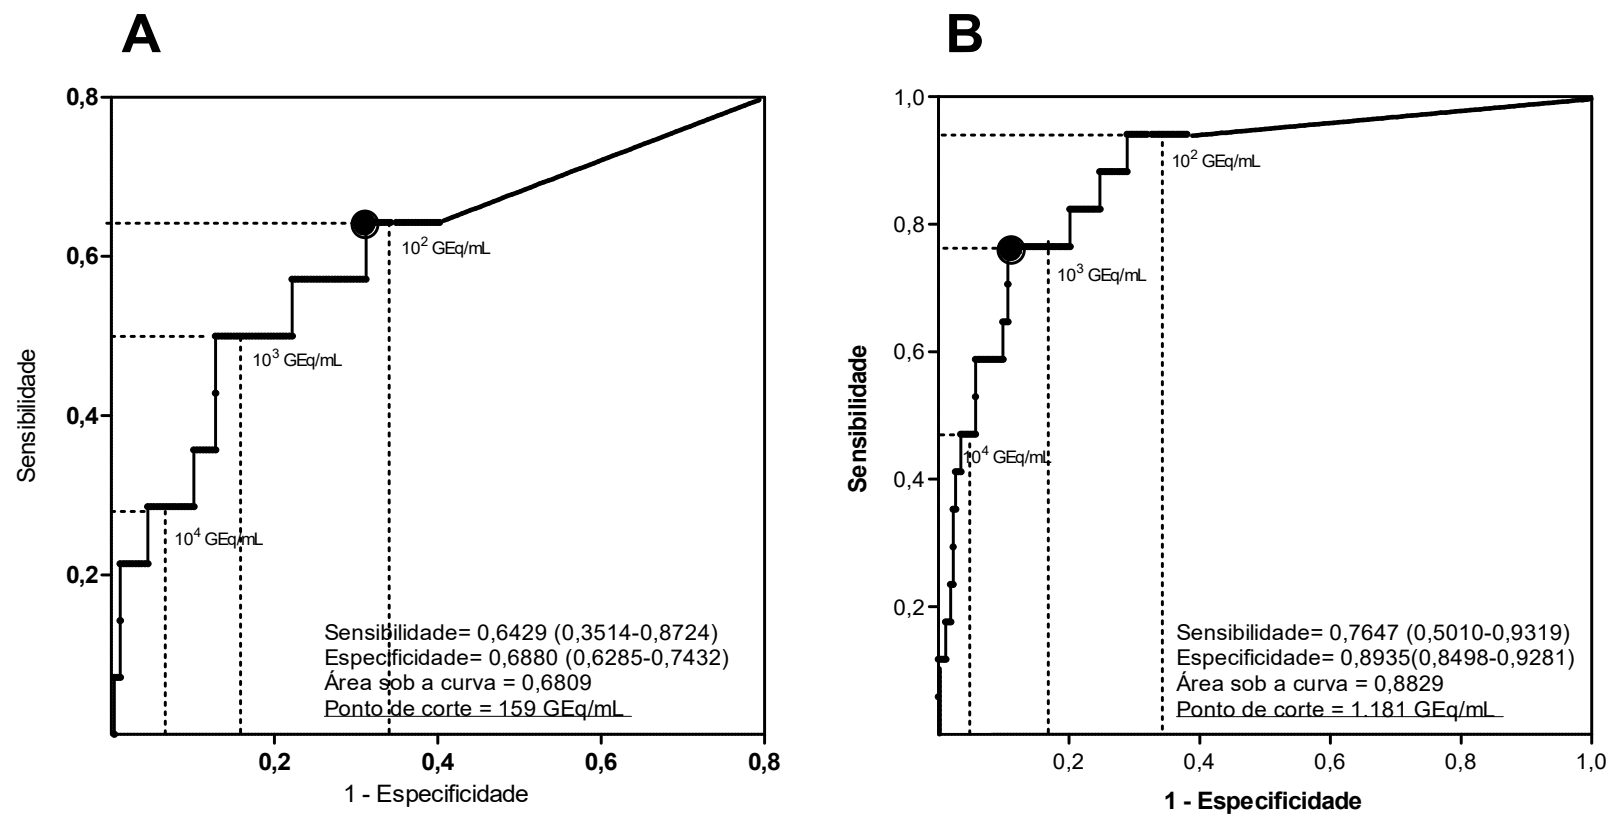 A
0,8
0,6
0,4
0,2
Sensibilidade
10² GEq/mL
10³ GEq/mL
10⁴ GEq/mL
Sensibilidade= 0,6429 (0,3514-0,8724)
Especificidade= 0,6880 (0,6285-0,7432)
Área sob a curva = 0,6809
Ponto de corte = 159 GEq/mL
0,2 0,4 0,6 0,8
1 - Especificidade
B
1,0
0,8
0,6
0,4
0,2
Sensibilidade
10² GEq/mL
10³ GEq/mL
10⁴ GEq/mL
Sensibilidade= 0,7647 (0,5010-0,9319)
Especificidade= 0,8935(0,8498-0,9281)
Área sob a curva = 0,8829
Ponto de corte = 1.181 GEq/mL
0,2 0,4 0,6 0,8 1,0
1 - Especificidade